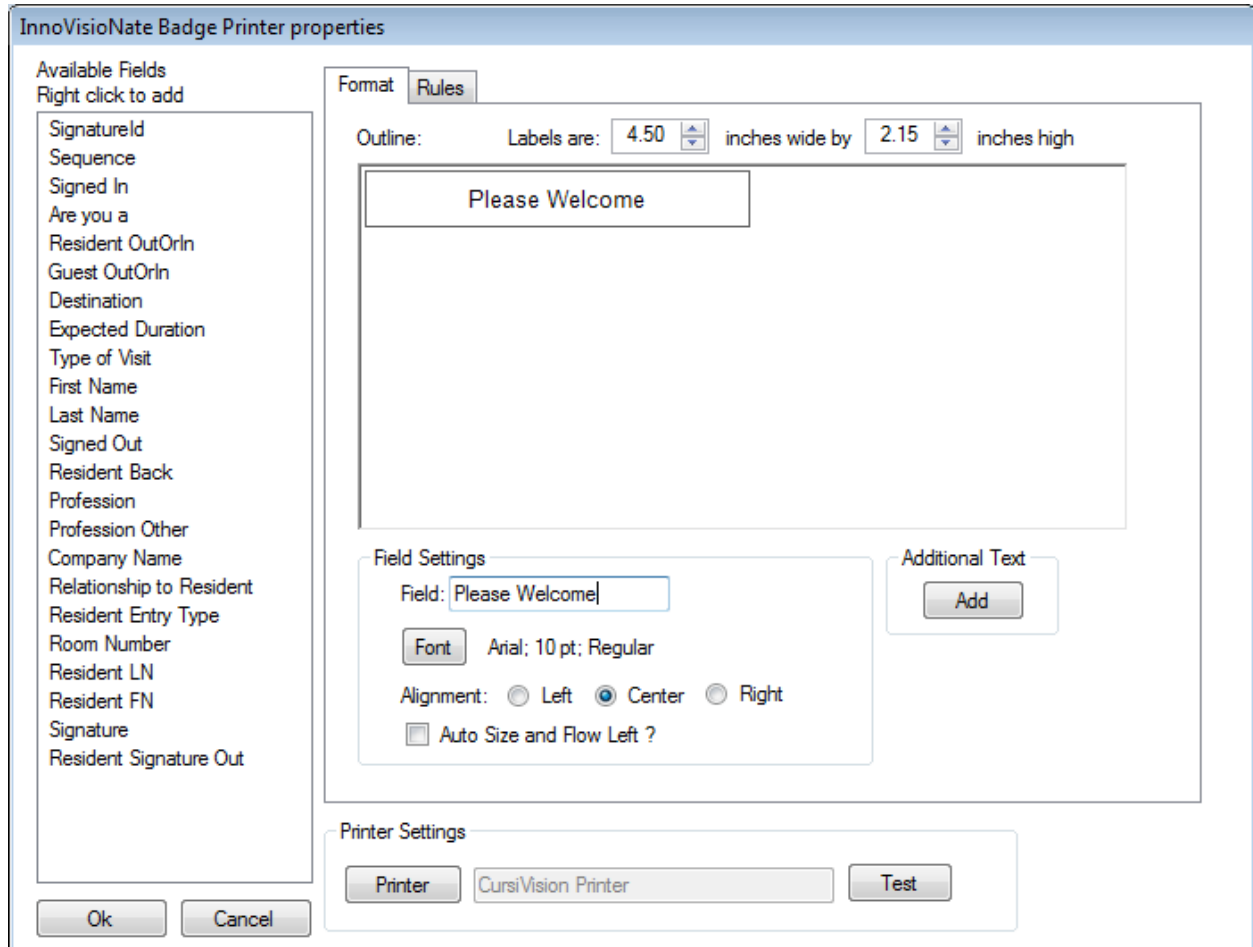 InnoVisioNate Badge Printer properties
Available Fields
Right click to add
SignatureId
Sequence
Signed In
Are you a
Resident OutOrIn
Guest OutOrIn
Destination
Expected Duration
Type of Visit
First Name
Last Name
Signed Out
Resident Back
Profession
Profession Other
Company Name
Relationship to Resident
Resident Entry Type
Room Number
Resident LN
Resident FN
Signature
Resident Signature Out
Ok Cancel
Format Rules
Outline: Labels are: 4.50 inches wide by 2.15 inches high
Please Welcome
Field Settings
Field: Please Welcome
Font Arial; 10 pt; Regular
Alignment: Left Center Right
Auto Size and Flow Left ?
Additional Text
Add
Printer Settings
Printer CursiVision Printer Test